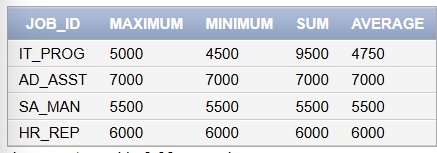 JOB_ID MAXIMUM MINIMUM SUM AVERAGE
IT_PROG 5000 4500 9500 4750
AD_ASST 7000 7000 7000 7000
SA_MAN 5500 5500 5500 5500
HR_REP 6000 6000 6000 6000